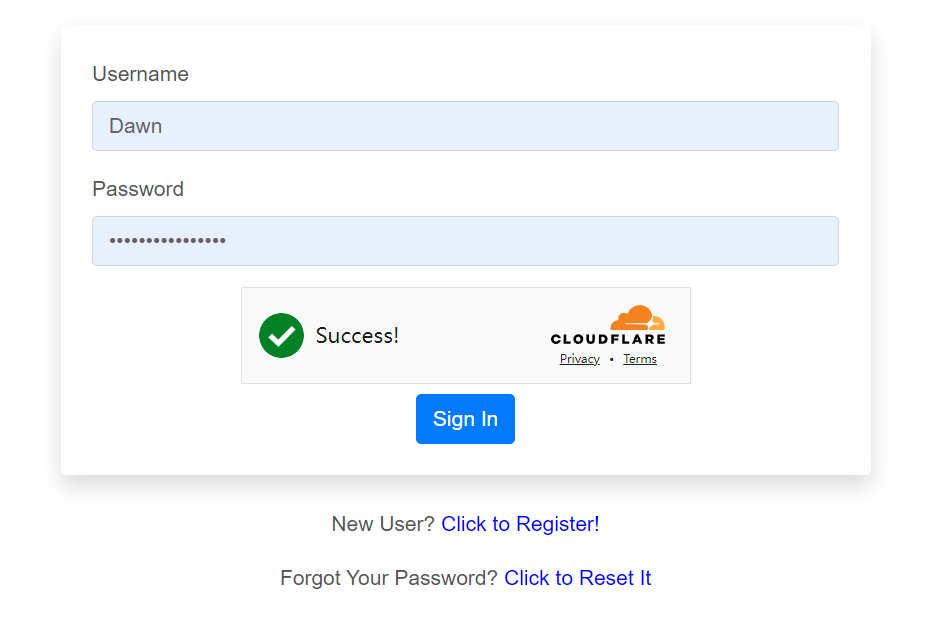 Username
Dawn
Password
••••••••••••••••
Success!
CLOUDFLARE
Privacy • Terms
Sign In
New User? Click to Register!
Forgot Your Password? Click to Reset It